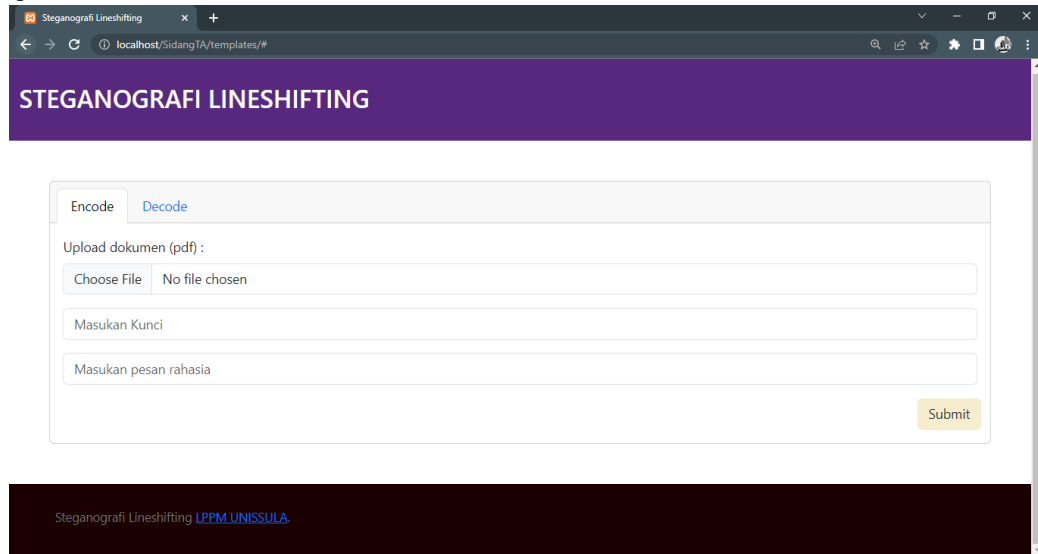 Steganografi Lineshifting
localhost/SidangTA/templates/#
STEGANOGRAFI LINESHIFTING
Encode Decode
Upload dokumen (pdf) :
Choose File No file chosen
Masukan Kunci
Masukan pesan rahasia
Submit
Steganografi Lineshifting LPPM UNISSULA.